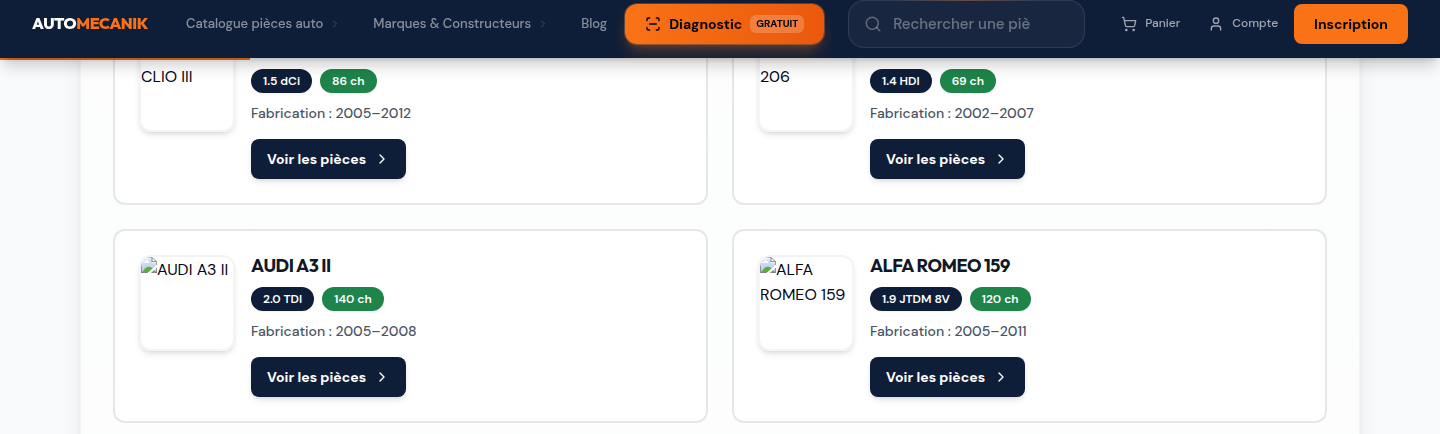 AUTOMECANIK Catalogue pièces auto Marques & Constructeurs Blog Diagnostic GRATUIT Rechercher une piè Panier Compte Inscription
CLIO III
1.5 dCi 86 ch
Fabrication : 2005–2012
Voir les pièces
206
1.4 HDI 69 ch
Fabrication : 2002–2007
Voir les pièces
AUDI A3 II
AUDI A3 II
2.0 TDI 140 ch
Fabrication : 2005–2008
Voir les pièces
ALFA
ROMEO 159
ALFA ROMEO 159
1.9 JTDM 8V 120 ch
Fabrication : 2005–2011
Voir les pièces